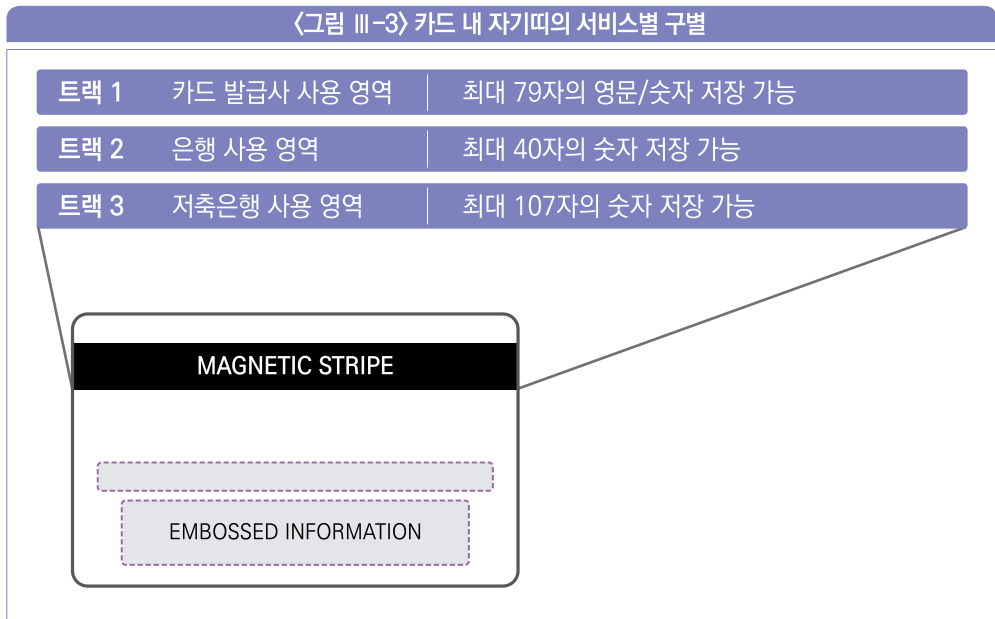 〈그림 Ⅲ-3〉 카드 내 자기띠의 서비스별 구별
트랙 1 카드 발급사 사용 영역 최대 79자의 영문/숫자 저장 가능
트랙 2 은행 사용 영역 최대 40자의 숫자 저장 가능
트랙 3 저축은행 사용 영역 최대 107자의 숫자 저장 가능
MAGNETIC STRIPE
EMBOSSED INFORMATION